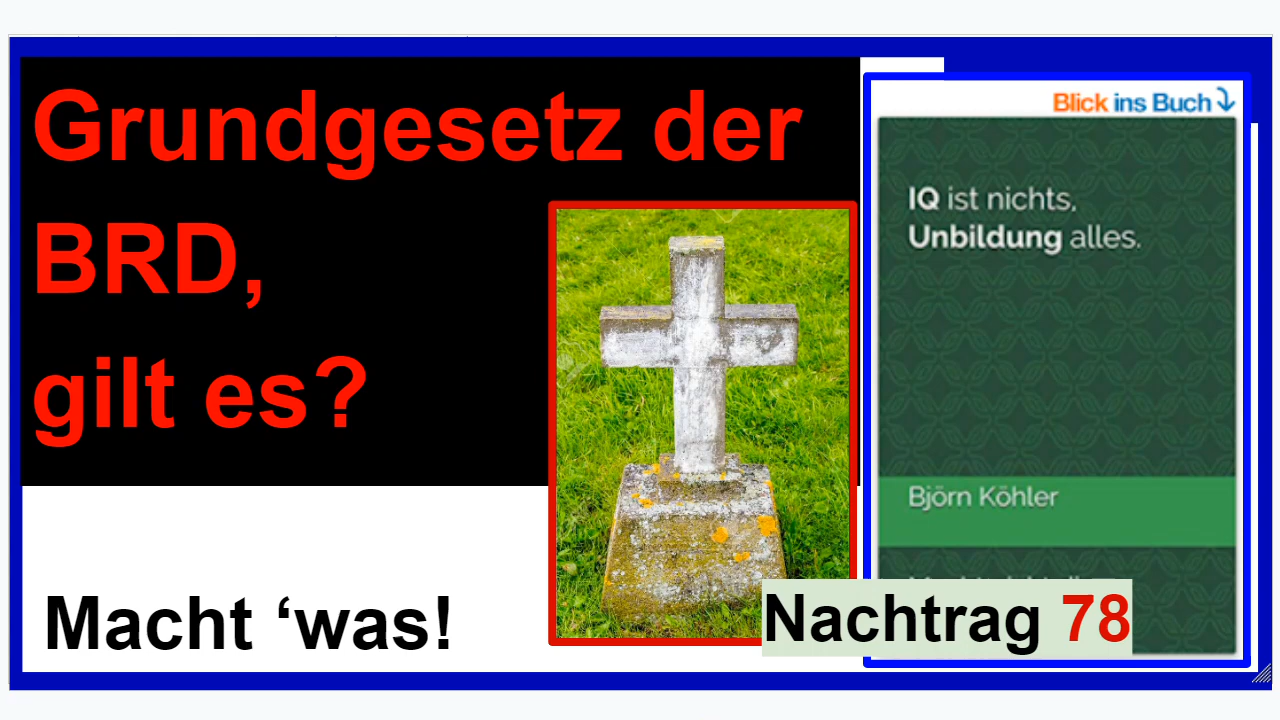 Grundgesetz der
BRD,
gilt es?
Macht ‘was!
Blick ins Buch
IQ ist nichts,
Unbildung alles.
Björn Köhler
Nachtrag 78